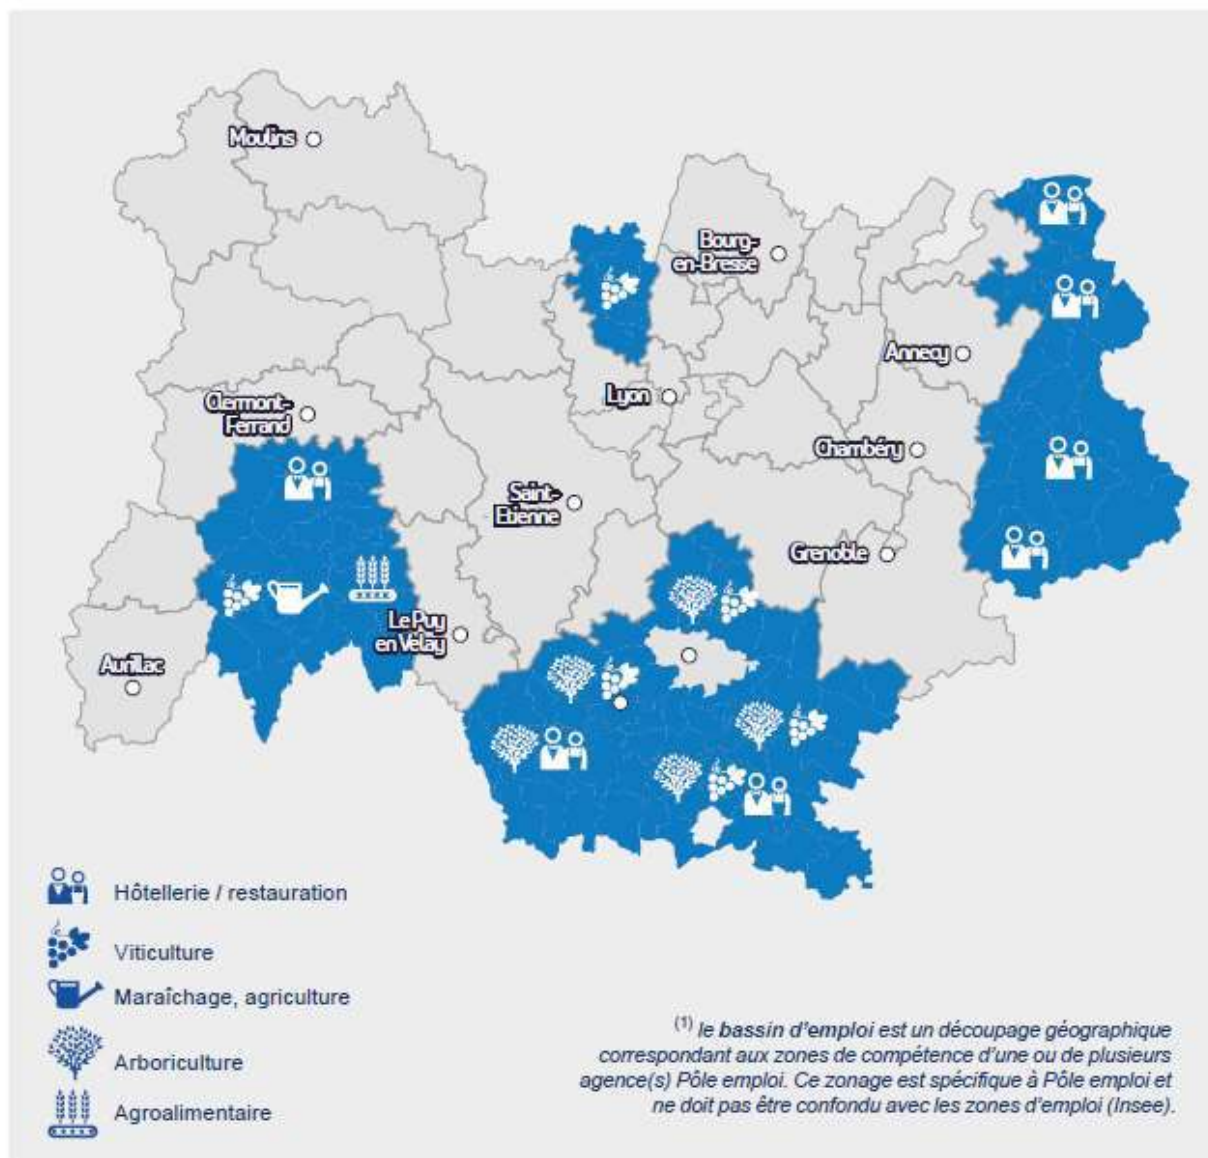 Moulins
Bourg-
en-Bresse
Annecy
Lyon
Clermont-
Ferrand
Chambéry
Saint-
Etienne
Grenoble
Le Puy
en Velay
Aurillac
Hôtellerie / restauration
Viticulture
Maraîchage, agriculture
Arboriculture
Agroalimentaire
(1) le bassin d'emploi est un découpage géographique
correspondant aux zones de compétence d'une ou de plusieurs
agence(s) Pôle emploi. Ce zonage est spécifique à Pôle emploi et
ne doit pas être confondu avec les zones d'emploi (Insee).